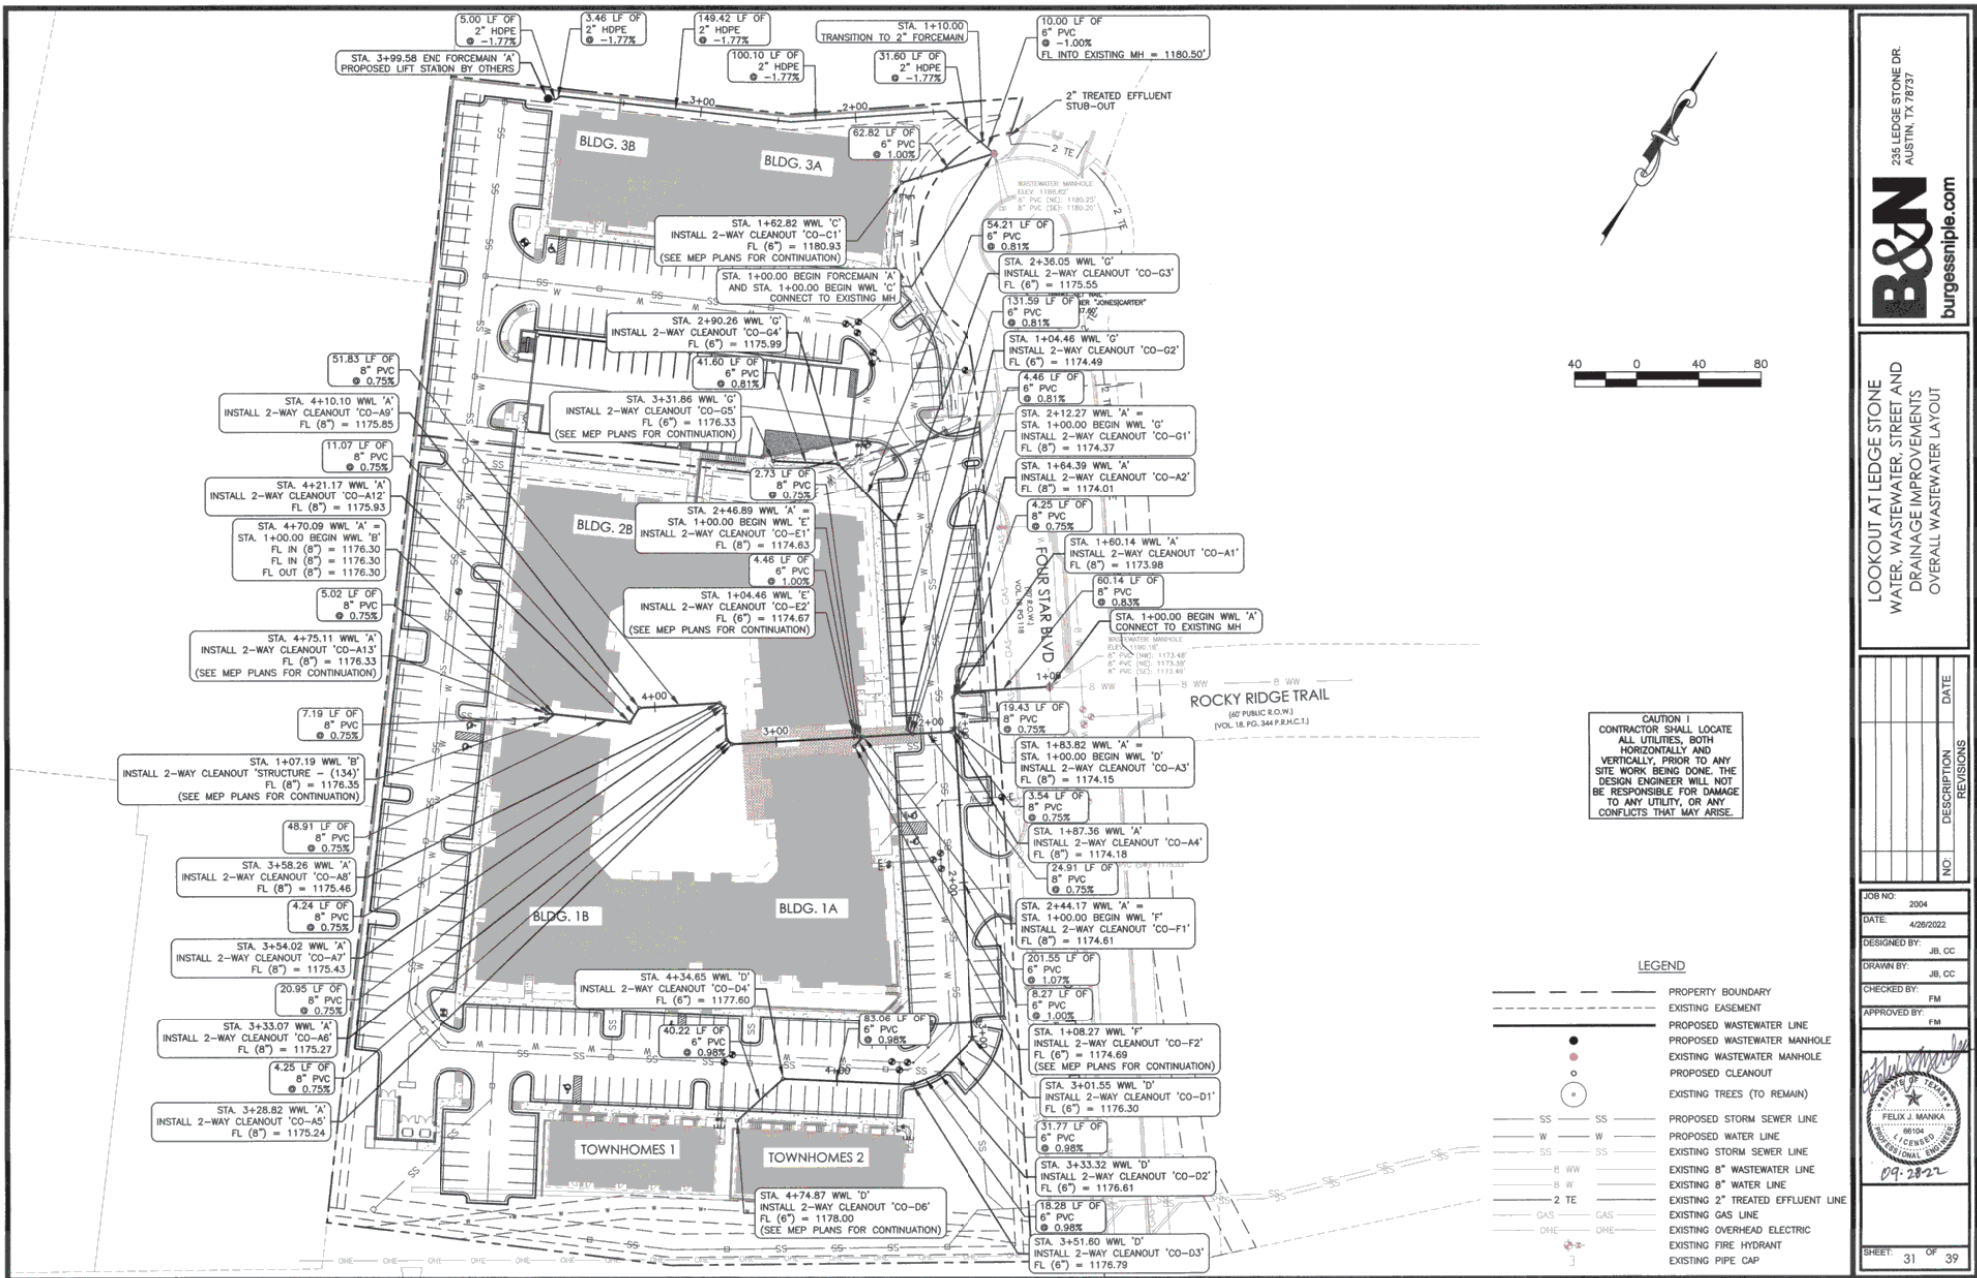 5.00 LF OF
2" HDPE
@ -1.77%
3.46 LF OF
2" HDPE
@ -1.77%
149.42 LF OF
2" HDPE
@ -1.77%
STA. 1+10.00
TRANSITION TO 2" FORCEMAIN
10.00 LF OF
6" PVC
@ -1.00%
FL INTO EXISTING MH = 1180.50'
STA. 3+99.58 END FORCEMAIN 'A'
PROPOSED LIFT STATION BY OTHERS
100.10 LF OF
2" HDPE
@ -1.77%
31.60 LF OF
2" HDPE
@ -1.77%
2" TREATED EFFLUENT
STUB-OUT
3+00
2+00
62.82 LF OF
6" PVC
@ 1.00%
BLDG. 3B
BLDG. 3A
2 TE
WASTEWATER MANHOLE
STA. 1+62.82 WWL 'C'
INSTALL 2-WAY CLEANOUT 'CO-C1'
FL (6") = 1180.93
(SEE MEP PLANS FOR CONTINUATION)
54.21 LF OF
6" PVC
@ 0.81%
STA. 1+00.00 BEGIN FORCEMAIN 'A'
AND STA. 1+00.00 BEGIN WWL 'C'
CONNECT TO EXISTING MH
STA. 2+36.05 WWL 'G'
INSTALL 2-WAY CLEANOUT 'CO-G3'
FL (6") = 1175.55
131.59 LF OF
6" PVC
@ 0.81%
STA. 2+90.26 WWL 'G'
INSTALL 2-WAY CLEANOUT 'CO-G4'
FL (6") = 1175.99
STA. 1+04.46 WWL 'G'
INSTALL 2-WAY CLEANOUT 'CO-G2'
FL (6") = 1174.49
51.83 LF OF
8" PVC
@ 0.75%
41.60 LF OF
6" PVC
@ 0.81%
4.46 LF OF
6" PVC
@ 0.81%
STA. 4+10.10 WWL 'A'
INSTALL 2-WAY CLEANOUT 'CO-A9'
FL (8") = 1175.85
STA. 3+31.86 WWL 'G'
INSTALL 2-WAY CLEANOUT 'CO-G5'
FL (6") = 1176.33
(SEE MEP PLANS FOR CONTINUATION)
STA. 2+12.27 WWL 'A' =
STA. 1+00.00 BEGIN WWL 'G'
INSTALL 2-WAY CLEANOUT 'CO-G1'
FL (8") = 1174.37
11.07 LF OF
8" PVC
@ 0.75%
2.73 LF OF
8" PVC
@ 0.75%
STA. 1+64.39 WWL 'A'
INSTALL 2-WAY CLEANOUT 'CO-A2'
FL (8") = 1174.01
STA. 4+21.17 WWL 'A'
INSTALL 2-WAY CLEANOUT 'CO-A12'
FL (8") = 1175.93
STA. 2+46.89 WWL 'A' =
STA. 1+00.00 BEGIN WWL 'E'
INSTALL 2-WAY CLEANOUT 'CO-E1'
FL (8") = 1174.63
4.25 LF OF
8" PVC
@ 0.75%
BLDG. 2B
STA. 4+70.09 WWL 'A' =
STA. 1+00.00 BEGIN WWL 'B'
FL IN (8") = 1176.30
FL IN (8") = 1176.30
FL OUT (8") = 1176.30
4.46 LF OF
6" PVC
@ 1.00%
STA. 1+60.14 WWL 'A'
INSTALL 2-WAY CLEANOUT 'CO-A1'
FL (8") = 1173.98
FOUR STAR BLVD
5.02 LF OF
8" PVC
@ 0.75%
STA. 1+04.46 WWL 'E'
INSTALL 2-WAY CLEANOUT 'CO-E2'
FL (6") = 1174.67
(SEE MEP PLANS FOR CONTINUATION)
60.14 LF OF
8" PVC
@ 0.83%
STA. 1+00.00 BEGIN WWL 'A'
CONNECT TO EXISTING MH
WASTEWATER MANHOLE
STA. 4+75.11 WWL 'A'
INSTALL 2-WAY CLEANOUT 'CO-A13'
FL (8") = 1176.33
(SEE MEP PLANS FOR CONTINUATION)
1+00
8 WW
8 WW
ROCKY RIDGE TRAIL
(60' PUBLIC R.O.W.)
(VOL. 18, PG. 344 P.R.H.C.T.)
4+00
3+00
2+00
7.19 LF OF
8" PVC
@ 0.75%
19.43 LF OF
8" PVC
@ 0.75%
STA. 1+07.19 WWL 'B'
INSTALL 2-WAY CLEANOUT 'STRUCTURE - (134)'
FL (8") = 1176.35
(SEE MEP PLANS FOR CONTINUATION)
STA. 1+83.82 WWL 'A' =
STA. 1+00.00 BEGIN WWL 'D'
INSTALL 2-WAY CLEANOUT 'CO-A3'
FL (8") = 1174.15
3.54 LF OF
8" PVC
@ 0.75%
48.91 LF OF
8" PVC
@ 0.75%
STA. 1+87.36 WWL 'A'
INSTALL 2-WAY CLEANOUT 'CO-A4'
FL (8") = 1174.18
STA. 3+58.26 WWL 'A'
INSTALL 2-WAY CLEANOUT 'CO-A8'
FL (8") = 1175.46
24.91 LF OF
8" PVC
@ 0.75%
2+00
4.24 LF OF
8" PVC
@ 0.75%
BLDG. 1B
BLDG. 1A
STA. 2+44.17 WWL 'A' =
STA. 1+00.00 BEGIN WWL 'F'
INSTALL 2-WAY CLEANOUT 'CO-F1'
FL (8") = 1174.61
STA. 3+54.02 WWL 'A'
INSTALL 2-WAY CLEANOUT 'CO-A7'
FL (8") = 1175.43
201.55 LF OF
6" PVC
@ 1.07%
20.95 LF OF
8" PVC
@ 0.75%
STA. 4+34.65 WWL 'D'
INSTALL 2-WAY CLEANOUT 'CO-D4'
FL (6") = 1177.60
8.27 LF OF
6" PVC
@ 1.00%
STA. 3+33.07 WWL 'A'
INSTALL 2-WAY CLEANOUT 'CO-A6'
FL (8") = 1175.27
40.22 LF OF
6" PVC
@ 0.98%
83.06 LF OF
6" PVC
@ 0.98%
STA. 1+08.27 WWL 'F'
INSTALL 2-WAY CLEANOUT 'CO-F2'
FL (6") = 1174.69
(SEE MEP PLANS FOR CONTINUATION)
4.25 LF OF
8" PVC
@ 0.75%
4+00
STA. 3+01.55 WWL 'D'
INSTALL 2-WAY CLEANOUT 'CO-D1'
FL (6") = 1176.30
STA. 3+28.82 WWL 'A'
INSTALL 2-WAY CLEANOUT 'CO-A5'
FL (8") = 1175.24
31.77 LF OF
6" PVC
@ 0.98%
TOWNHOMES 1
TOWNHOMES 2
STA. 3+33.32 WWL 'D'
INSTALL 2-WAY CLEANOUT 'CO-D2'
FL (6") = 1176.61
STA. 4+74.87 WWL 'D'
INSTALL 2-WAY CLEANOUT 'CO-D6'
FL (6") = 1178.00
(SEE MEP PLANS FOR CONTINUATION)
18.28 LF OF
6" PVC
@ 0.98%
STA. 3+51.60 WWL 'D'
INSTALL 2-WAY CLEANOUT 'CO-D3'
FL (6") = 1176.79
40 0 40 80
CAUTION !
CONTRACTOR SHALL LOCATE
ALL UTILITIES, BOTH
HORIZONTALLY AND
VERTICALLY, PRIOR TO ANY
SITE WORK BEING DONE. THE
DESIGN ENGINEER WILL NOT
BE RESPONSIBLE FOR DAMAGE
TO ANY UTILITY, OR ANY
CONFLICTS THAT MAY ARISE.
LEGEND
PROPERTY BOUNDARY
EXISTING EASEMENT
PROPOSED WASTEWATER LINE
PROPOSED WASTEWATER MANHOLE
EXISTING WASTEWATER MANHOLE
PROPOSED CLEANOUT
EXISTING TREES (TO REMAIN)
SS SS PROPOSED STORM SEWER LINE
W W PROPOSED WATER LINE
SS SS EXISTING STORM SEWER LINE
8 WW EXISTING 8" WASTEWATER LINE
8 W EXISTING 8" WATER LINE
2 TE EXISTING 2" TREATED EFFLUENT LINE
GAS GAS EXISTING GAS LINE
OHE OHE EXISTING OVERHEAD ELECTRIC
EXISTING FIRE HYDRANT
EXISTING PIPE CAP
235 LEDGE STONE DR.
AUSTIN, TX 78737
B&N
burgessniple.com
LOOKOUT AT LEDGE STONE
WATER, WASTEWATER, STREET AND
DRAINAGE IMPROVEMENTS
OVERALL WASTEWATER LAYOUT
NO: DESCRIPTION DATE
REVISIONS
JOB NO: 2004
DATE: 4/26/2022
DESIGNED BY: JB, CC
DRAWN BY: JB, CC
CHECKED BY: FM
APPROVED BY: FM
STATE OF TEXAS
FELIX J. MANKA
66104
LICENSED
PROFESSIONAL ENGINEER
09-28-22
SHEET: 31 OF 39